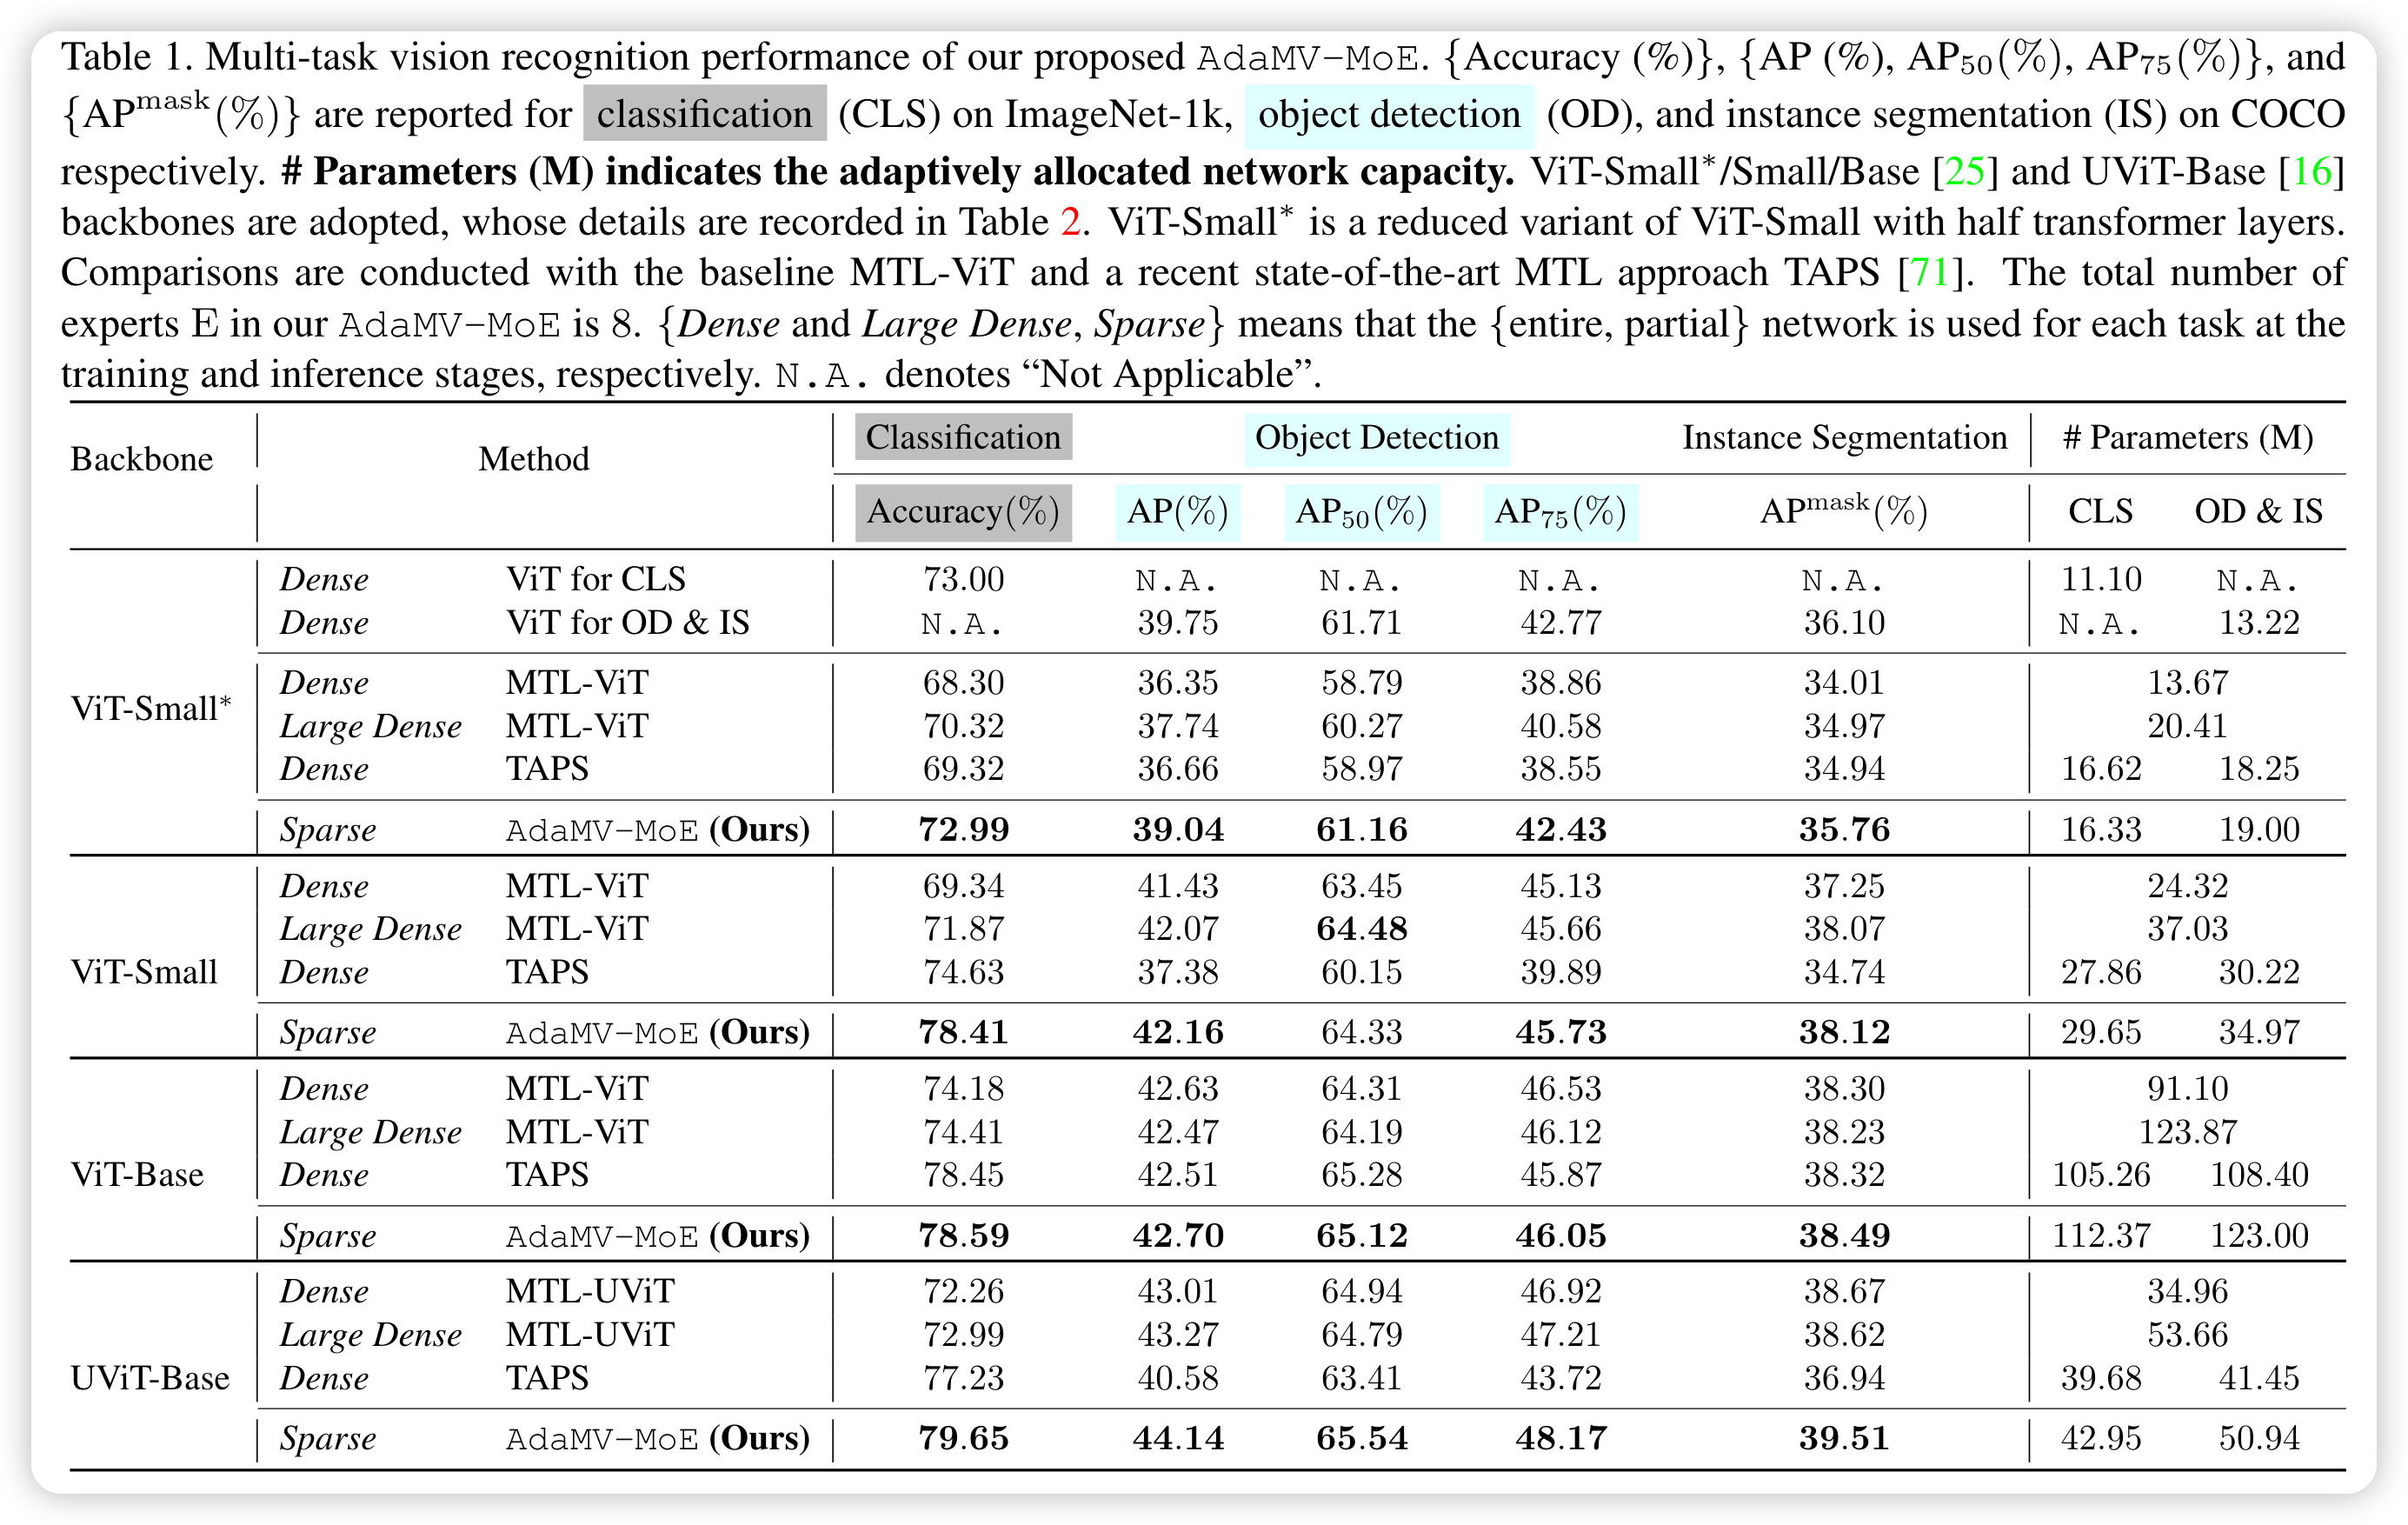 Table 1. Multi-task vision recognition performance of our proposed AdaMV-MoE. {Accuracy (%)}, {AP (%), AP50(%), AP75(%)}, and
{APmask(%)} are reported for classification (CLS) on ImageNet-1k, object detection (OD), and instance segmentation (IS) on COCO
respectively. # Parameters (M) indicates the adaptively allocated network capacity. ViT-Small*/Small/Base [25] and UViT-Base [16]
backbones are adopted, whose details are recorded in Table 2. ViT-Small* is a reduced variant of ViT-Small with half transformer layers.
Comparisons are conducted with the baseline MTL-ViT and a recent state-of-the-art MTL approach TAPS [71]. The total number of
experts E in our AdaMV-MoE is 8. {Dense and Large Dense, Sparse} means that the {entire, partial} network is used for each task at the
training and inference stages, respectively. N.A. denotes “Not Applicable”.
Backbone Method Classification Object Detection Instance Segmentation # Parameters (M)
Accuracy(%) AP(%) AP50(%) AP75(%) APmask(%) CLS OD & IS
Dense ViT for CLS 73.00 N.A. N.A. N.A. N.A. 11.10 N.A.
Dense ViT for OD & IS N.A. 39.75 61.71 42.77 36.10 N.A. 13.22
ViT-Small*
Dense MTL-ViT 68.30 36.35 58.79 38.86 34.01 13.67
Large Dense MTL-ViT 70.32 37.74 60.27 40.58 34.97 20.41
Dense TAPS 69.32 36.66 58.97 38.55 34.94 16.62 18.25
Sparse AdaMV-MoE (Ours) 72.99 39.04 61.16 42.43 35.76 16.33 19.00
Dense MTL-ViT 69.34 41.43 63.45 45.13 37.25 24.32
Large Dense MTL-ViT 71.87 42.07 64.48 45.66 38.07 37.03
ViT-Small Dense TAPS 74.63 37.38 60.15 39.89 34.74 27.86 30.22
Sparse AdaMV-MoE (Ours) 78.41 42.16 64.33 45.73 38.12 29.65 34.97
Dense MTL-ViT 74.18 42.63 64.31 46.53 38.30 91.10
Large Dense MTL-ViT 74.41 42.47 64.19 46.12 38.23 123.87
ViT-Base Dense TAPS 78.45 42.51 65.28 45.87 38.32 105.26 108.40
Sparse AdaMV-MoE (Ours) 78.59 42.70 65.12 46.05 38.49 112.37 123.00
Dense MTL-UViT 72.26 43.01 64.94 46.92 38.67 34.96
Large Dense MTL-UViT 72.99 43.27 64.79 47.21 38.62 53.66
UViT-Base Dense TAPS 77.23 40.58 63.41 43.72 36.94 39.68 41.45
Sparse AdaMV-MoE (Ours) 79.65 44.14 65.54 48.17 39.51 42.95 50.94